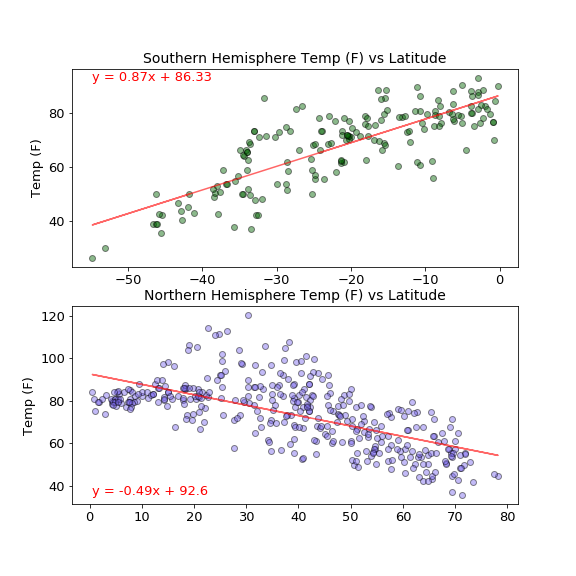 Southern Hemisphere Temp (F) vs Latitude
y = 0.87x + 86.33
Temp (F)
80
60
40
−50 −40 −30 −20 −10 0
Northern Hemisphere Temp (F) vs Latitude
Temp (F)
120
100
80
60
40
y = -0.49x + 92.6
0 10 20 30 40 50 60 70 80